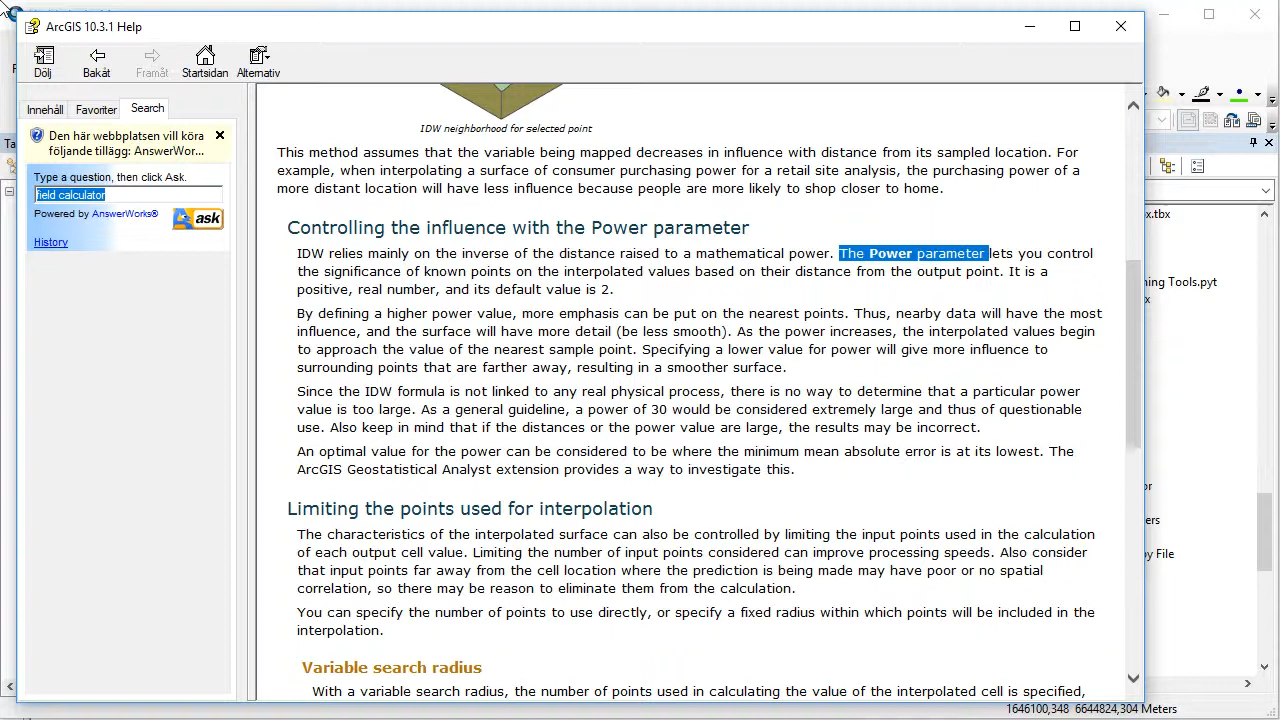 ArcGIS 10.3.1 Help
Dölj
Bakåt
Framåt
Startsidan
Alternativ
Innehåll
Favoriter
Search
Den här webbplatsen vill köra
följande tillägg: AnswerWor...
Type a question, then click Ask.
field calculator
Powered by AnswerWorks®
ask
History
IDW neighborhood for selected point
This method assumes that the variable being mapped decreases in influence with distance from its sampled location. For
example, when interpolating a surface of consumer purchasing power for a retail site analysis, the purchasing power of a
more distant location will have less influence because people are more likely to shop closer to home.
Controlling the influence with the Power parameter
IDW relies mainly on the inverse of the distance raised to a mathematical power. The Power parameter lets you control
the significance of known points on the interpolated values based on their distance from the output point. It is a
positive, real number, and its default value is 2.
By defining a higher power value, more emphasis can be put on the nearest points. Thus, nearby data will have the most
influence, and the surface will have more detail (be less smooth). As the power increases, the interpolated values begin
to approach the value of the nearest sample point. Specifying a lower value for power will give more influence to
surrounding points that are farther away, resulting in a smoother surface.
Since the IDW formula is not linked to any real physical process, there is no way to determine that a particular power
value is too large. As a general guideline, a power of 30 would be considered extremely large and thus of questionable
use. Also keep in mind that if the distances or the power value are large, the results may be incorrect.
An optimal value for the power can be considered to be where the minimum mean absolute error is at its lowest. The
ArcGIS Geostatistical Analyst extension provides a way to investigate this.
Limiting the points used for interpolation
The characteristics of the interpolated surface can also be controlled by limiting the input points used in the calculation
of each output cell value. Limiting the number of input points considered can improve processing speeds. Also consider
that input points far away from the cell location where the prediction is being made may have poor or no spatial
correlation, so there may be reason to eliminate them from the calculation.
You can specify the number of points to use directly, or specify a fixed radius within which points will be included in the
interpolation.
Variable search radius
With a variable search radius, the number of points used in calculating the value of the interpolated cell is specified,
Ta
x.tbx
ning Tools.pyt
x
or
ers
by File
1646100,348 6644824,304 Meters